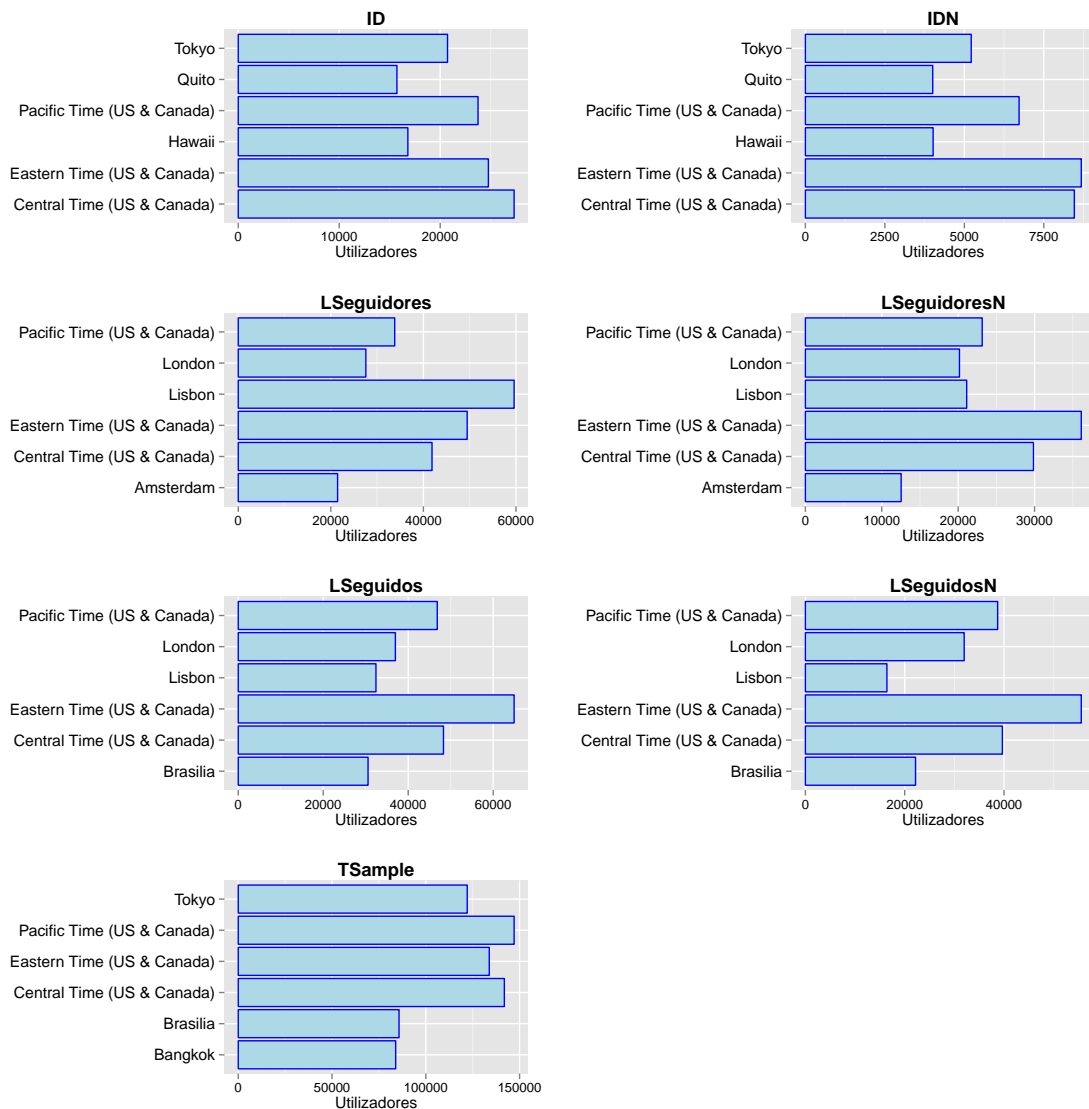 ID
Tokyo
Quito
Pacific Time (US & Canada)
Hawaii
Eastern Time (US & Canada)
Central Time (US & Canada)
0 10000 20000
Utilizadores
IDN
Tokyo
Quito
Pacific Time (US & Canada)
Hawaii
Eastern Time (US & Canada)
Central Time (US & Canada)
0 2500 5000 7500
Utilizadores
LSeguidores
Pacific Time (US & Canada)
London
Lisbon
Eastern Time (US & Canada)
Central Time (US & Canada)
Amsterdam
0 20000 40000 60000
Utilizadores
LSeguidoresN
Pacific Time (US & Canada)
London
Lisbon
Eastern Time (US & Canada)
Central Time (US & Canada)
Amsterdam
0 10000 20000 30000
Utilizadores
LSeguidos
Pacific Time (US & Canada)
London
Lisbon
Eastern Time (US & Canada)
Central Time (US & Canada)
Brasilia
0 20000 40000 60000
Utilizadores
LSeguidosN
Pacific Time (US & Canada)
London
Lisbon
Eastern Time (US & Canada)
Central Time (US & Canada)
Brasilia
0 20000 40000
Utilizadores
TSample
Tokyo
Pacific Time (US & Canada)
Eastern Time (US & Canada)
Central Time (US & Canada)
Brasilia
Bangkok
0 50000 100000 150000
Utilizadores